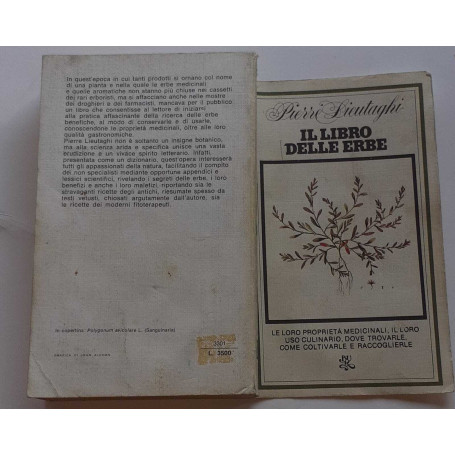 In quest'epoca in cui tanti prodotti si ornano col nome
di una pianta e nella quale le erbe medicinali
e quelle aromatiche non stanno più chiuse nei cassetti
dei rari erboristi, ma si affacciano anche nelle mostre
dei droghieri e dei farmacisti, mancava per il pubblico
un libro che consentisse al lettore di iniziarsi
alla pratica affascinante della ricerca delle erbe
benefiche, al modo di conservarle e di usarle,
conoscendone le proprietà medicinali, oltre alle loro
qualità gastronomiche.
Pierre Lieutaghi non è soltanto un insigne botanico,
ma alla scienza arida e specifica unisce una vasta
erudizione e un vivace spirito letterario. Infatti,
presentata come un dizionario, quest'opera interesserà
tutti gli appassionati della natura, facilitando il compito
dei non specialisti mediante opportune appendici e
lessici scientifici, rivelando i segreti delle erbe, i loro
benefici e anche i loro malefici, riportando sia le
stravaganti ricette degli antichi, riesumate spesso da
testi vetusti, chiosati argutamente dall'autore, sia
le ricette dei moderni fitoterapeuti.
In copertina: Polygonum aviculare L. (Sanguinaria)
3001
L. 3500
Pierre Lieutaghi
IL LIBRO
DELLE ERBE
LE LORO PROPRIETÀ MEDICINALI, IL LORO
USO CULINARIO, DOVE TROVARLE,
COME COLTIVARLE E RACCOGLIERLE